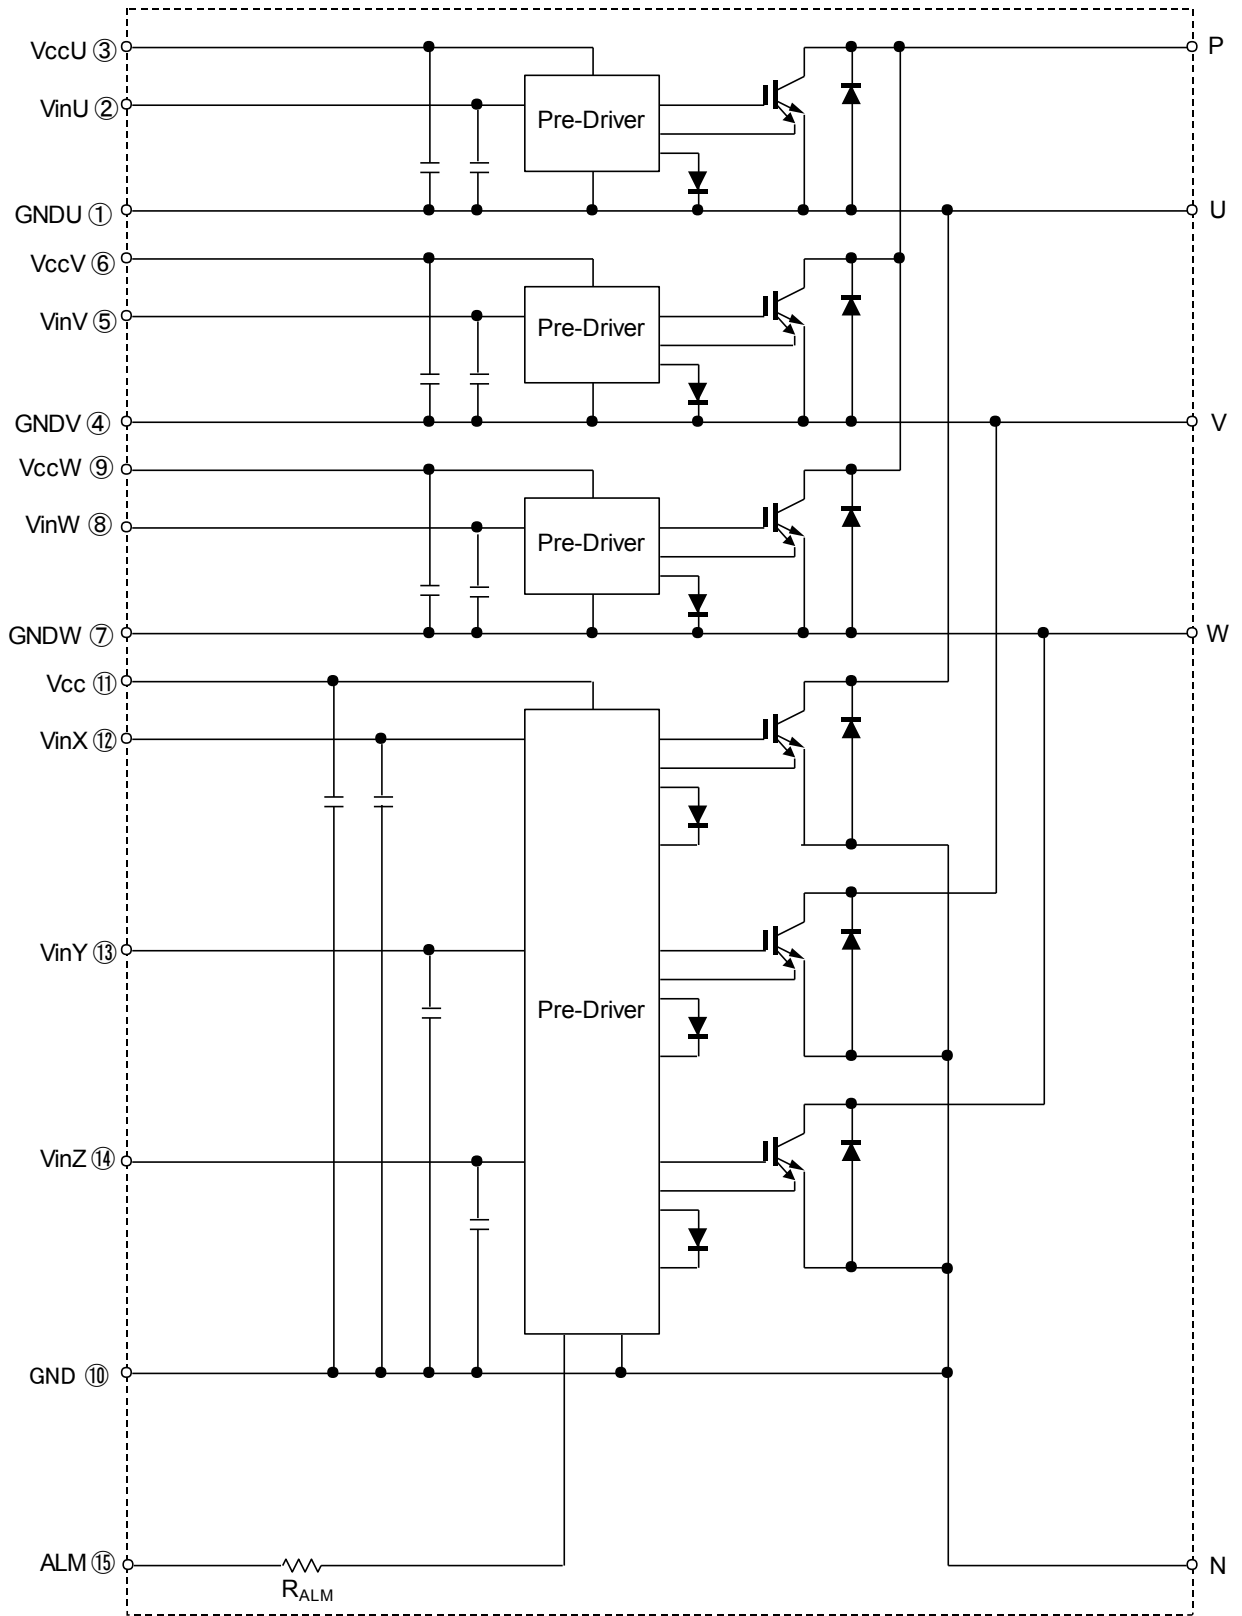 VccU ③
P
VinU ②
Pre-Driver
GNDU ①
U
VccV ⑥
VinV ⑤
Pre-Driver
GNDV ④
V
VccW ⑨
VinW ⑧
Pre-Driver
GNDW ⑦
W
Vcc ⑪
VinX ⑫
VinY ⑬
Pre-Driver
VinZ ⑭
GND ⑩
ALM ⑮
RALM
N